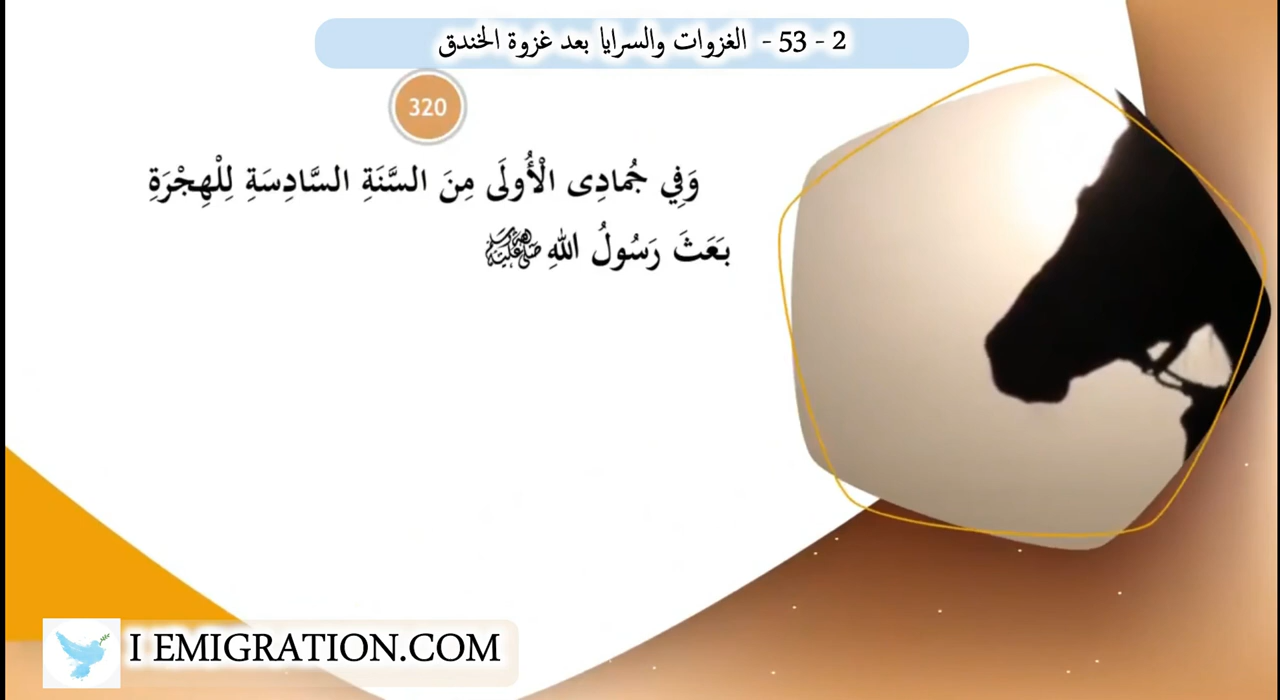 2 - 53 - الغزوات والسرايا بعد غزوة الخندق
320
وَفِي جُمادِى الْأُولَى مِنَ السَّنَةِ السَّادِسَةِ لِلْهِجْرَةِ
بَعَثَ رَسُولُ اللهِ ﷺ
I EMIGRATION.COM